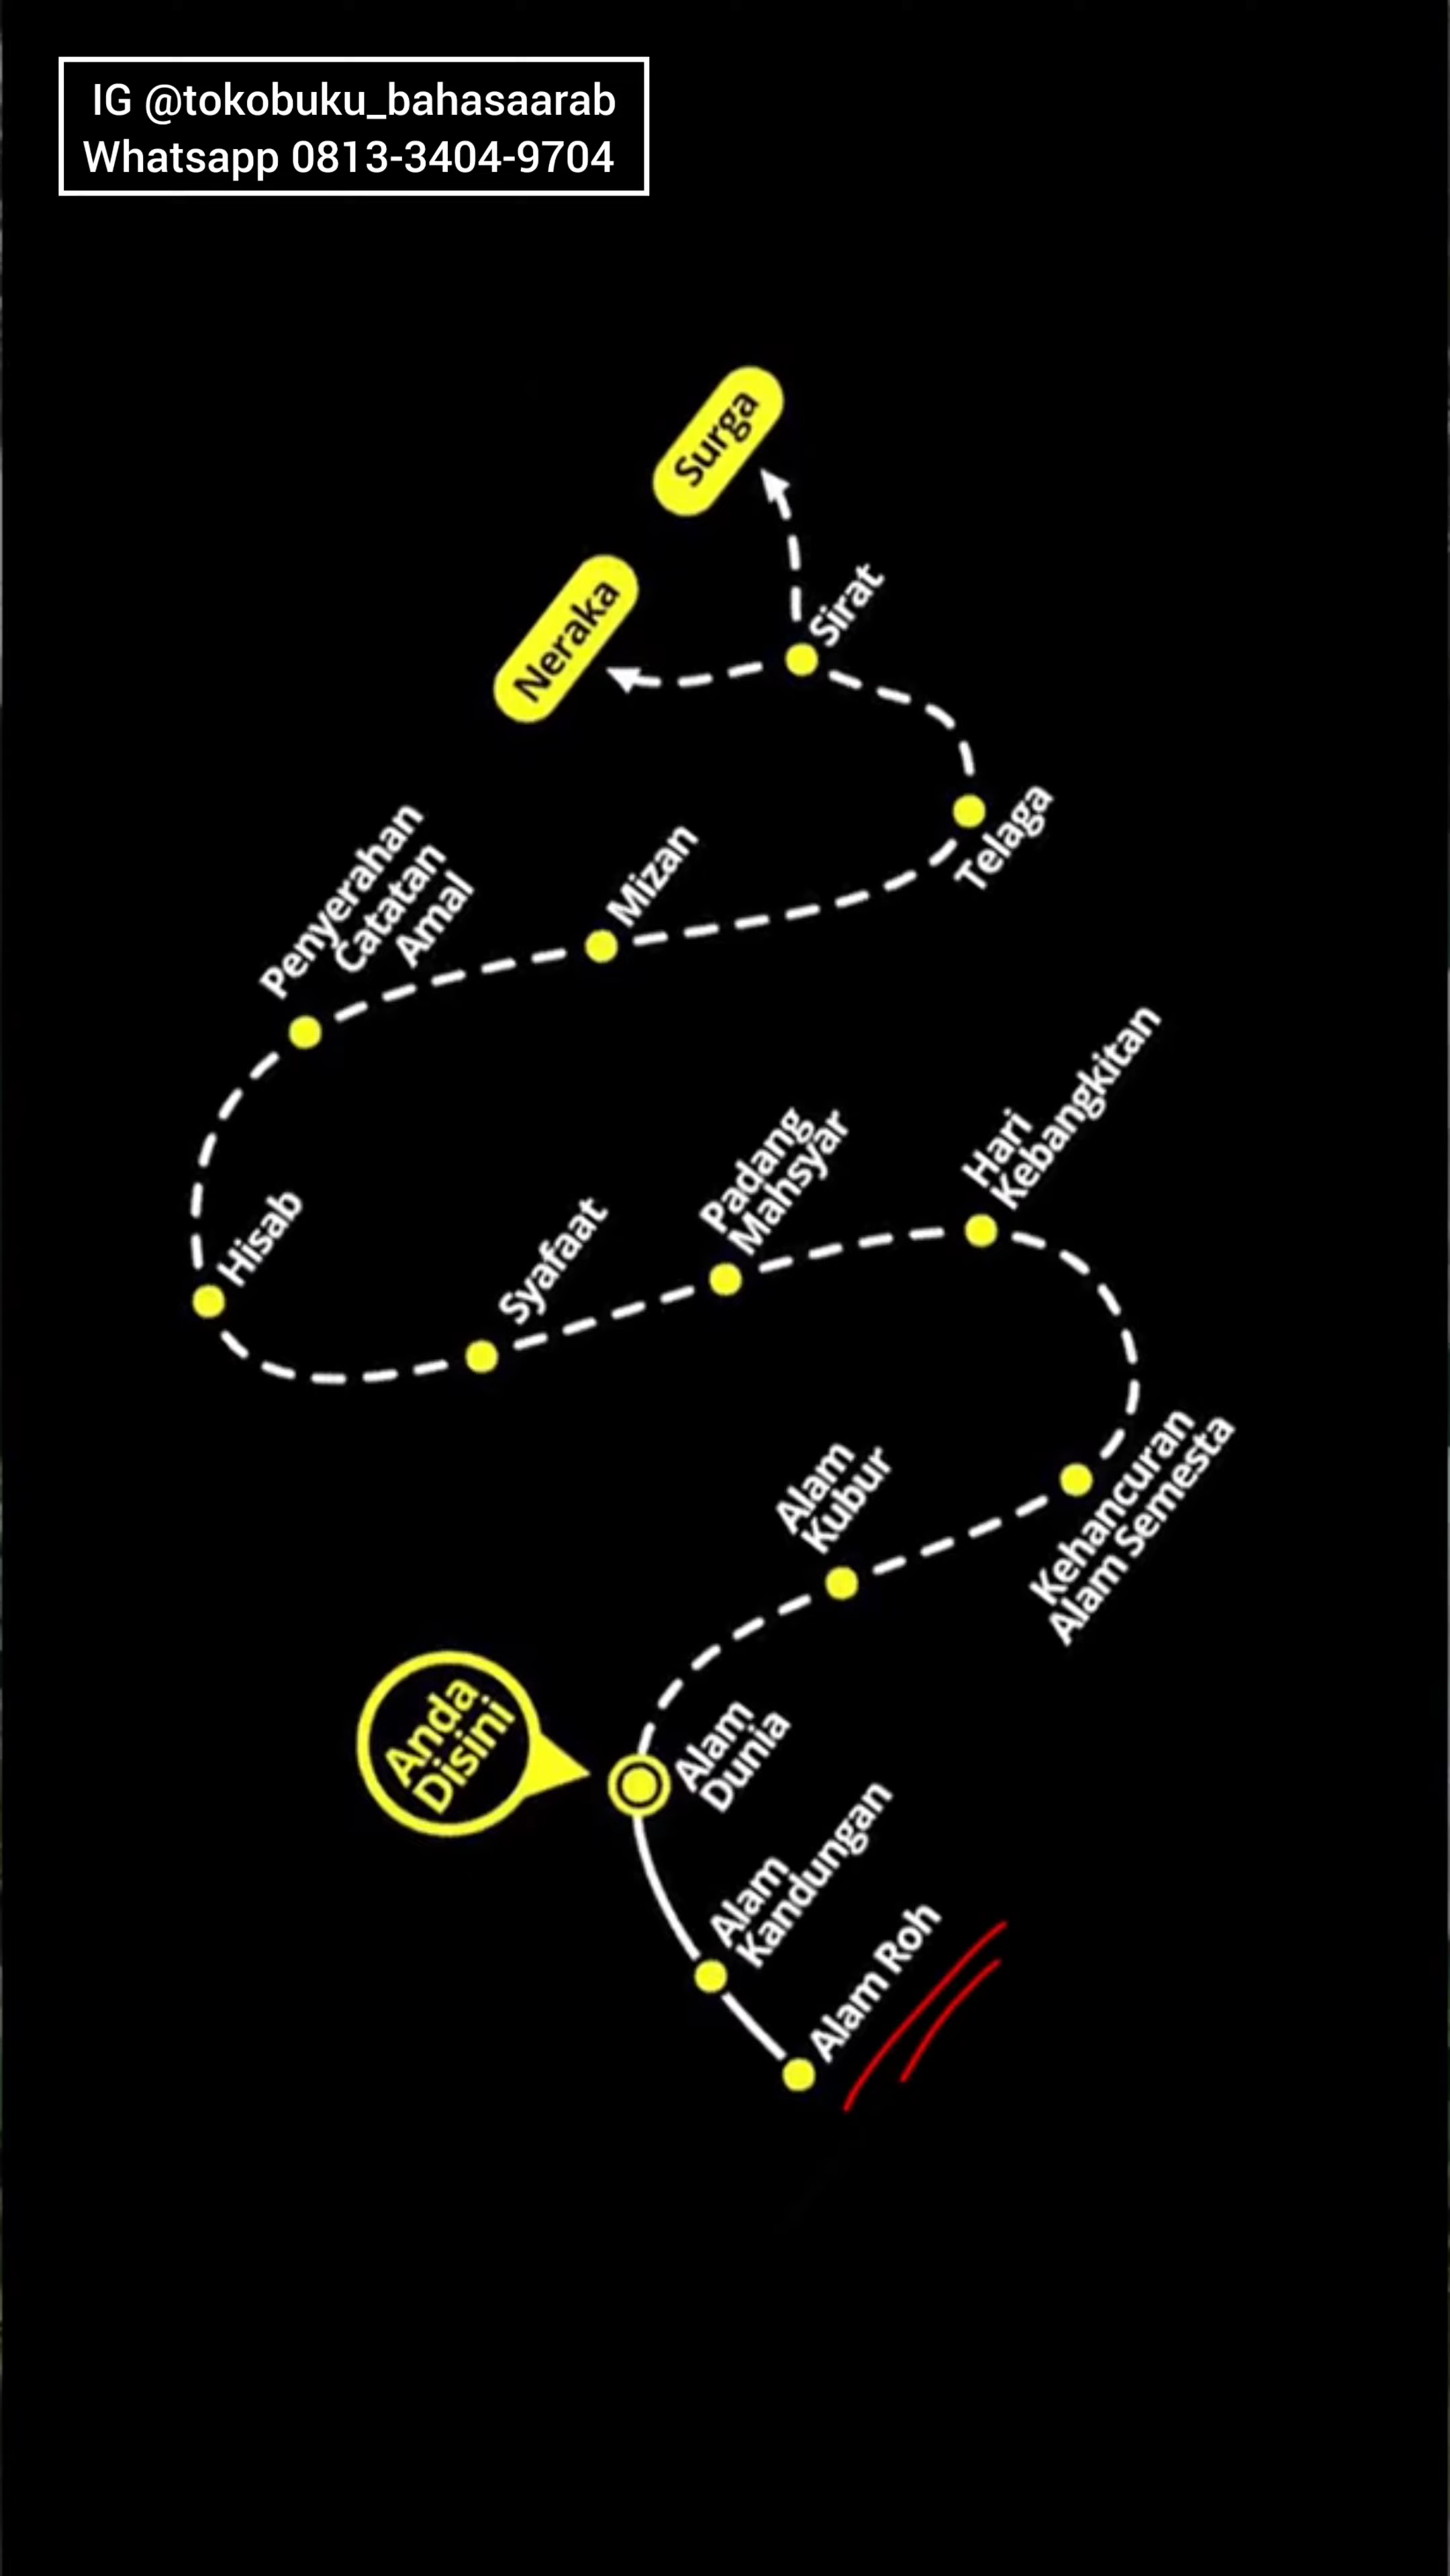 IG @tokobuku_bahasaarab
Whatsapp 0813-3404-9704
Surga
Neraka
Sirat
Telaga
Mizan
Penyerahan
Catatan
Amal
Hisab
Syafaat
Padang
Mahsyar
Hari
Kebangkitan
Kehancuran
Alam Semesta
Alam
Kubur
Anda
Disini
Alam
Dunia
Alam
Kandungan
Alam Roh